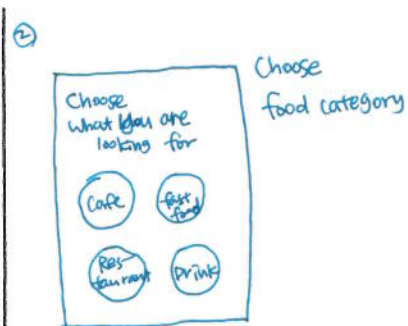 ②
Choose
food category
Choose
what you are
looking for
Cafe
fast
food
Res-
taurant
Drink